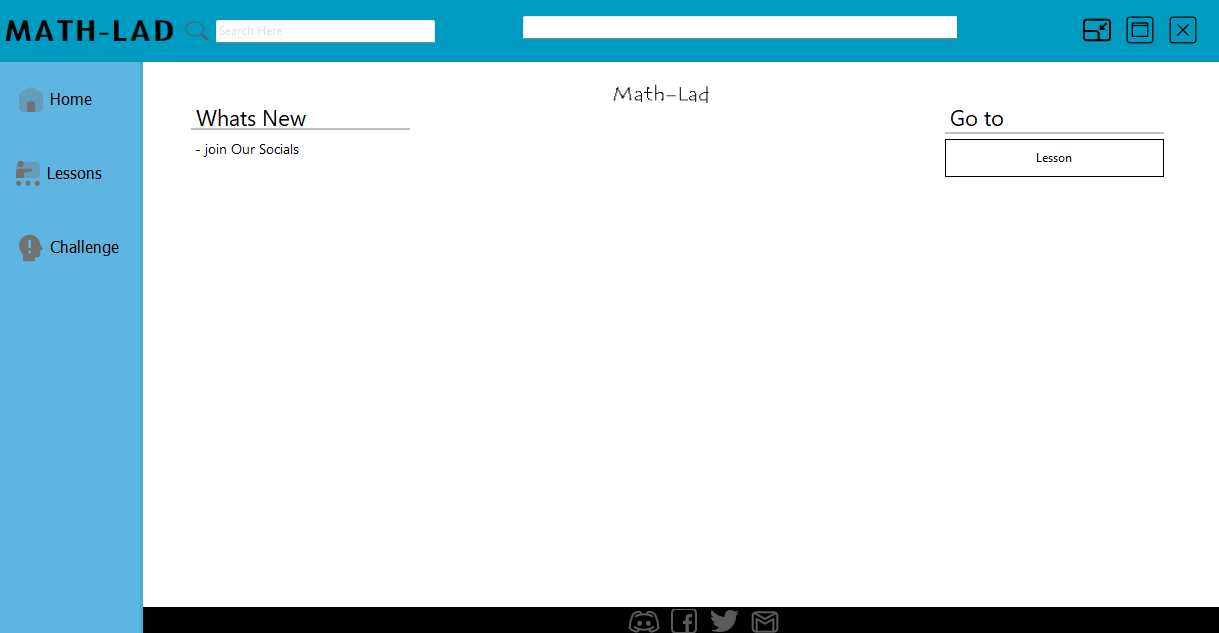 MATH-LAD
Search Here
Home
Lessons
Challenge
Math-Lad
Whats New
- join Our Socials
Go to
Lesson